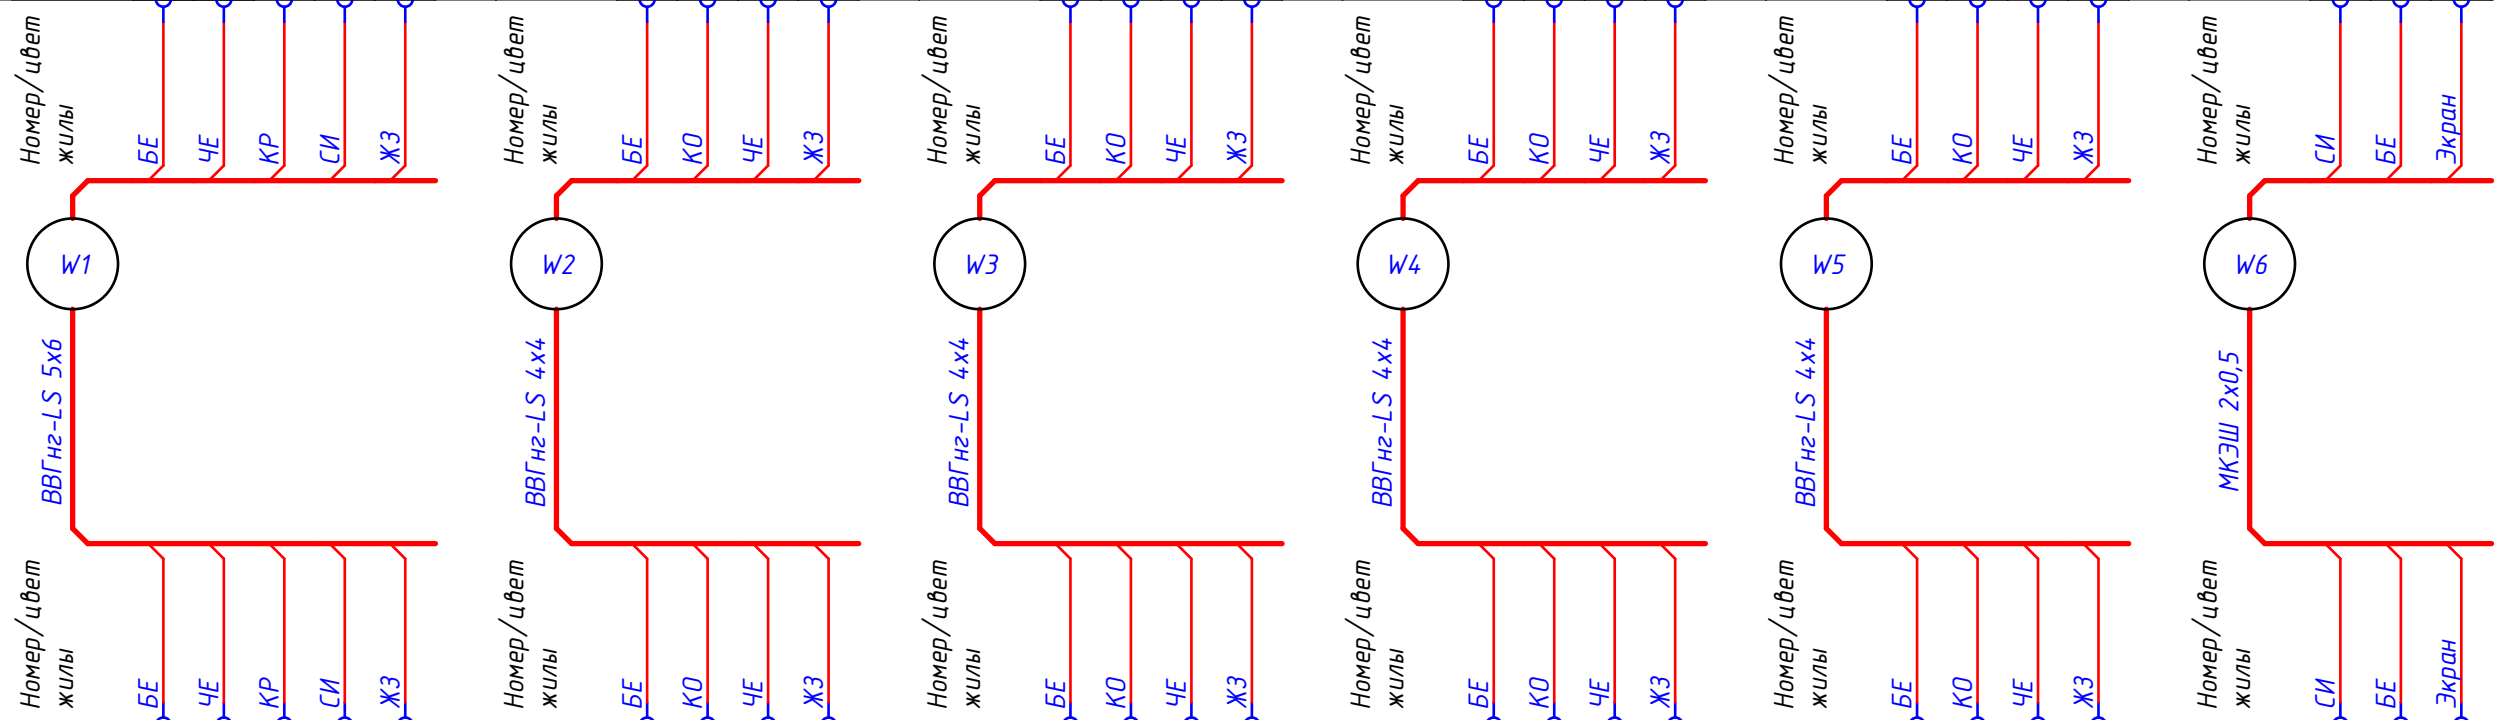 Номер/цвет
жилы
БЕ
ЧЕ
КР
СИ
ЖЗ
Номер/цвет
жилы
БЕ
КО
ЧЕ
ЖЗ
Номер/цвет
жилы
БЕ
КО
ЧЕ
ЖЗ
Номер/цвет
жилы
БЕ
КО
ЧЕ
ЖЗ
Номер/цвет
жилы
БЕ
КО
ЧЕ
ЖЗ
Номер/цвет
жилы
СИ
БЕ
Экран
W1
W2
W3
W4
W5
W6
ВВГнг-LS 5х6
ВВГнг-LS 4х4
ВВГнг-LS 4х4
ВВГнг-LS 4х4
ВВГнг-LS 4х4
МКЭШ 2х0,5
Номер/цвет
жилы
БЕ
ЧЕ
КР
СИ
ЖЗ
Номер/цвет
жилы
БЕ
КО
ЧЕ
ЖЗ
Номер/цвет
жилы
БЕ
КО
ЧЕ
ЖЗ
Номер/цвет
жилы
БЕ
КО
ЧЕ
ЖЗ
Номер/цвет
жилы
БЕ
КО
ЧЕ
ЖЗ
Номер/цвет
жилы
СИ
БЕ
Экран